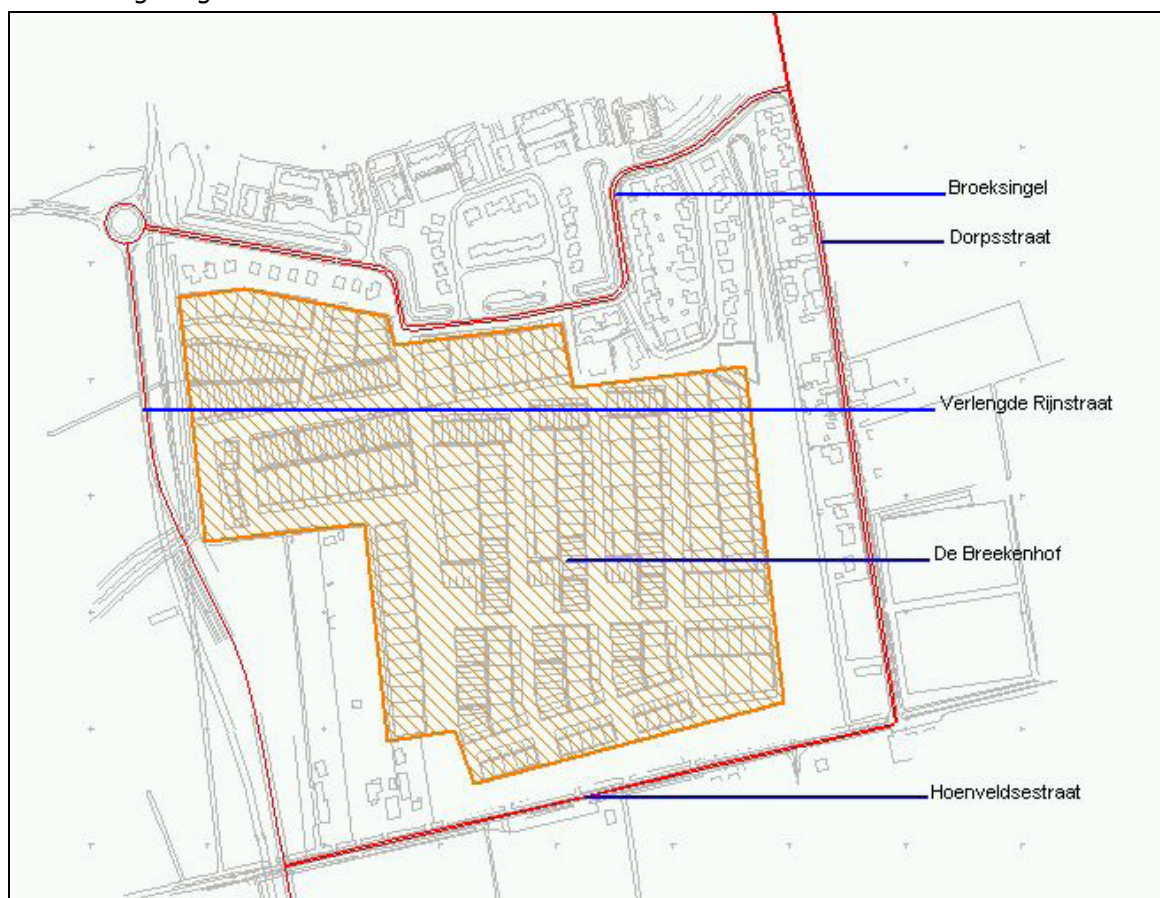 Broeksingel
Dorpsstraat
Verlengde Rijnstraat
De Breekenhof
Hoenveldsestraat